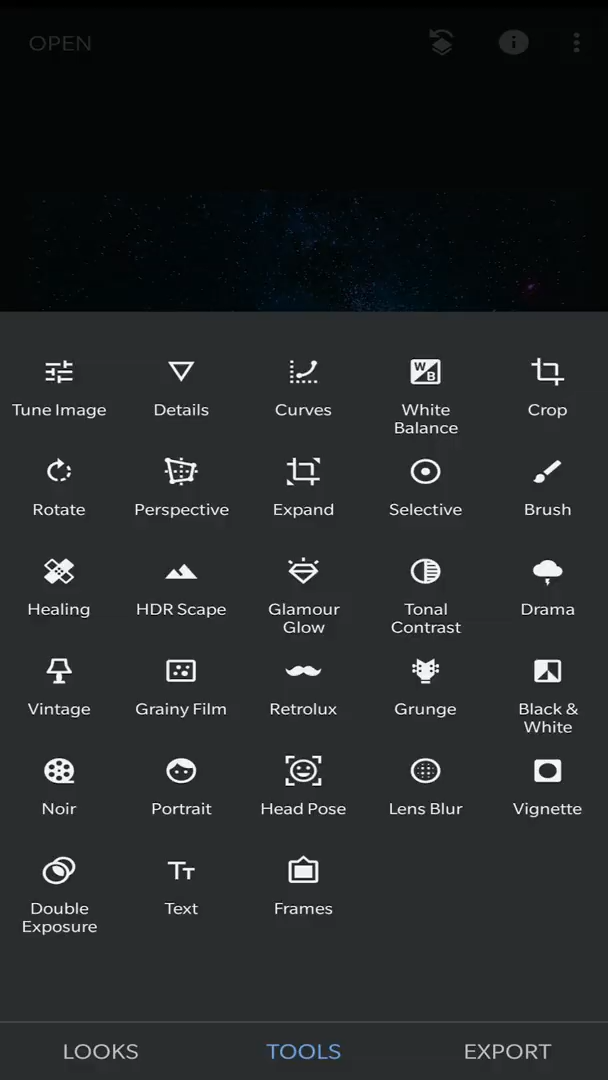 OPEN
Tune Image
Details
Curves
White
Balance
Crop
Rotate
Perspective
Expand
Selective
Brush
Healing
HDR Scape
Glamour
Glow
Tonal
Contrast
Drama
Vintage
Grainy Film
Retrolux
Grunge
Black &
White
Noir
Portrait
Head Pose
Lens Blur
Vignette
Double
Exposure
Text
Frames
LOOKS
TOOLS
EXPORT